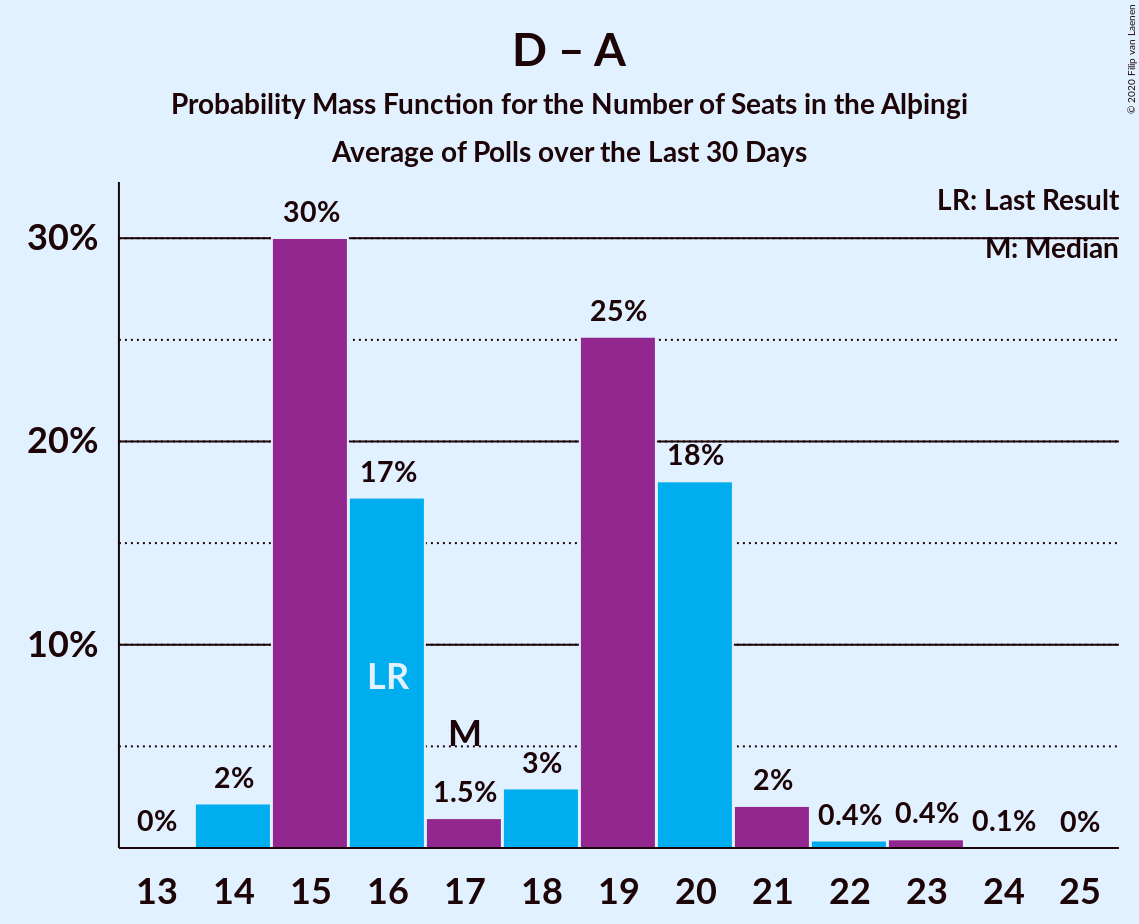 D – A
Probability Mass Function for the Number of Seats in the Alþingi
Average of Polls over the Last 30 Days
© 2020 Filip van Laenen
LR: Last Result
M: Median
30%
20%
10%
0%
2%
30%
17%
1.5%
3%
25%
18%
2%
0.4%
0.4%
0.1%
0%
LR
M
13 14 15 16 17 18 19 20 21 22 23 24 25